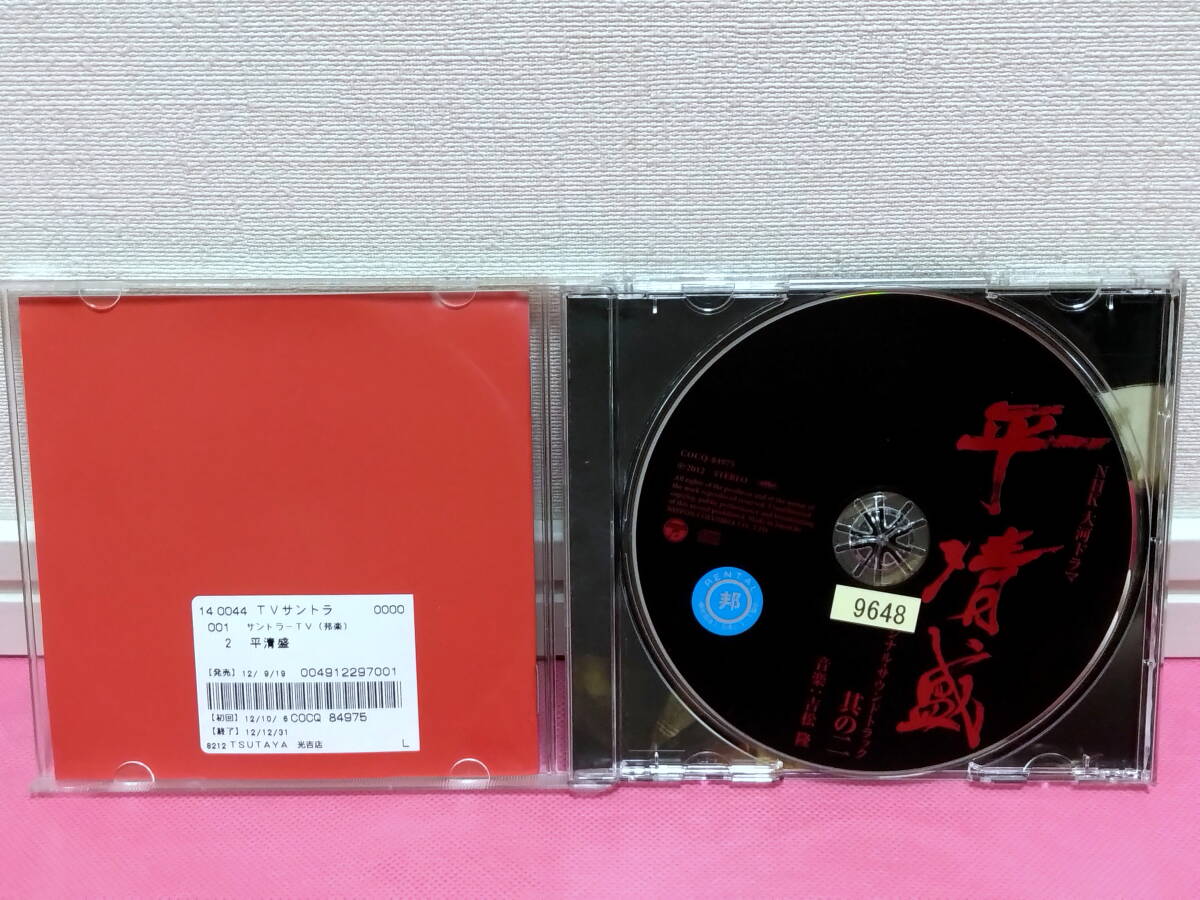 14 0044 TVサントラ 0000
001 サントラーTV(邦楽)
2 平清盛
【発売】12/ 9/19 004912297001
【初回】12/10/ 6 COCQ 84975
【終了】12/12/31
8212 TSUTAYA 光吉店 L
NHK大河ドラマ
平清盛
ナルサウンドトラック
其の二
音楽:吉松 隆
COCQ-84975
Ⓟ2012 STEREO
RENTAL
邦
9648